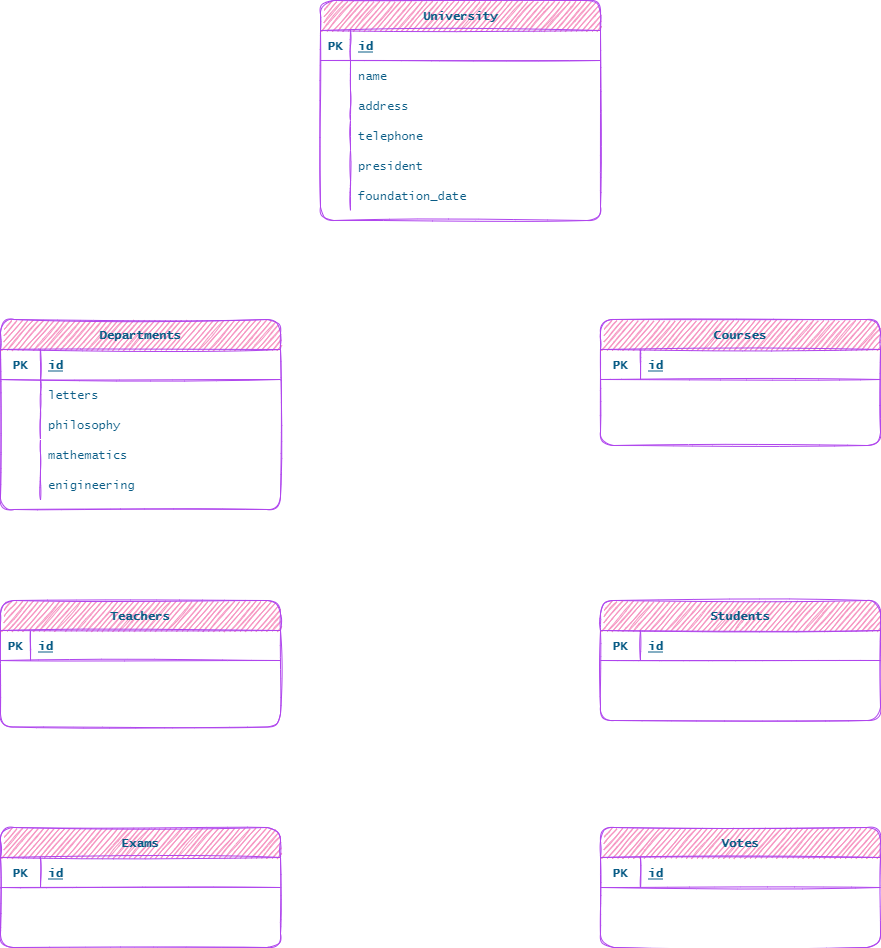 University
PK id
name
address
telephone
president
foundation_date
Departments
PK id
letters
philosophy
mathematics
enigineering
Courses
PK id
Teachers
PK id
Students
PK id
Exams
PK id
Votes
PK id